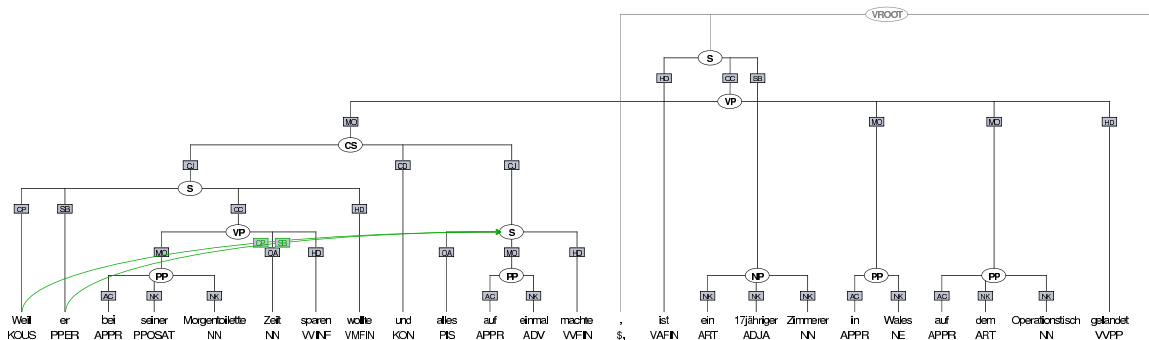 VROOT
S
HD OC SB
VP
MO MO MO HD
CS
CJ CD CJ
S
CP SB OC HD
VP S
CP SB
MO OA HD OA MO HD
PP PP NP PP PP
AC NK NK AC NK NK NK NK AC NK AC NK NK
Weil er bei seiner Morgentoilette Zeit sparen wollte und alles auf einmal machte , ist ein 17jähriger Zimmerer in Wales auf dem Operationstisch gelandet
KOUS PPER APPR PPOSAT NN NN VVINF VMFIN KON PIS APPR ADV VVFIN $, VAFIN ART ADJA NN APPR NE APPR ART NN VVPP